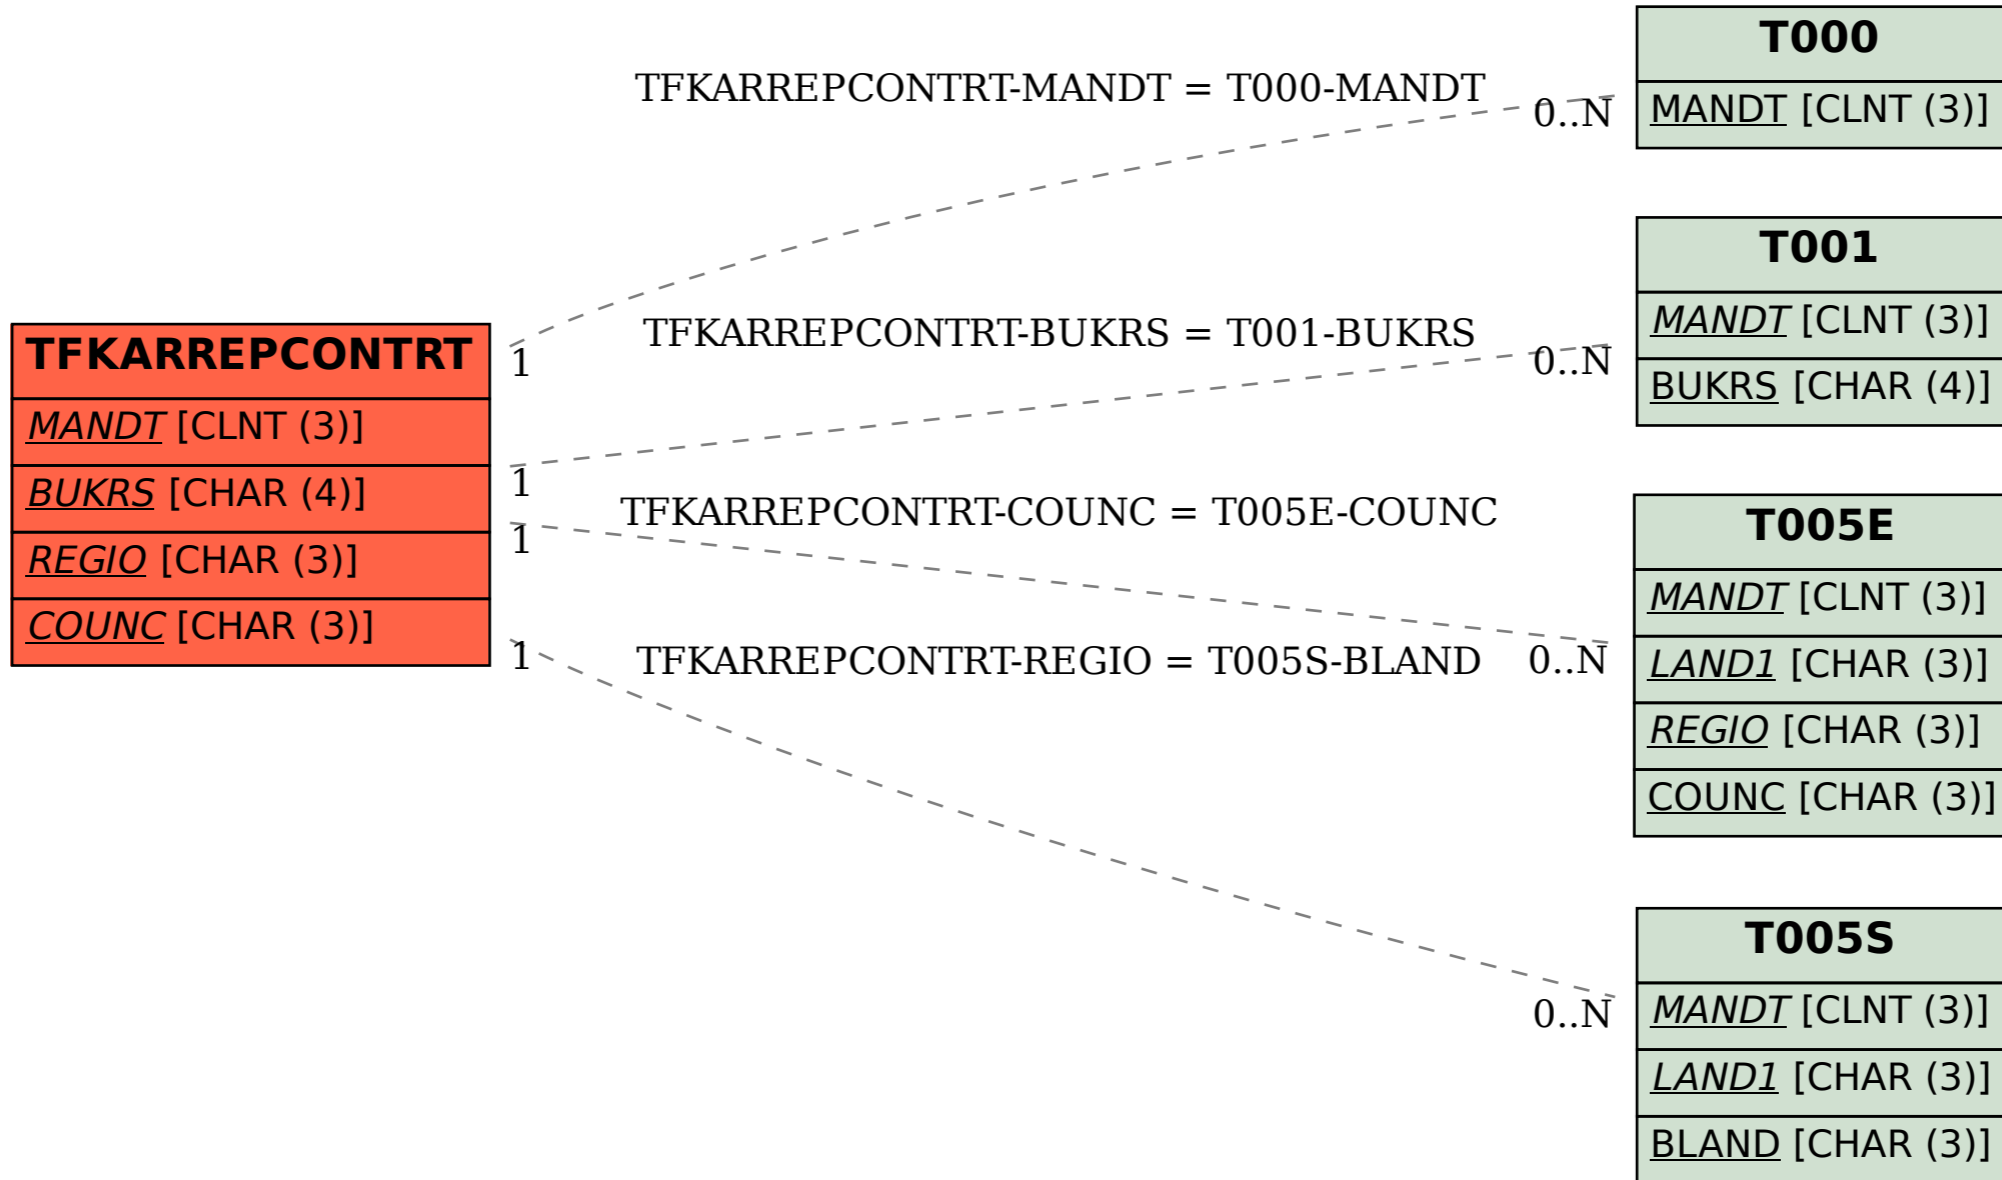 TFKARREPCONTRT
MANDT [CLNT (3)]
BUKRS [CHAR (4)]
REGIO [CHAR (3)]
COUNC [CHAR (3)]
TFKARREPCONTRT-MANDT = T000-MANDT
1
0..N
TFKARREPCONTRT-BUKRS = T001-BUKRS
1
0..N
TFKARREPCONTRT-COUNC = T005E-COUNC
1
0..N
TFKARREPCONTRT-REGIO = T005S-BLAND
1
0..N
T000
MANDT [CLNT (3)]
T001
MANDT [CLNT (3)]
BUKRS [CHAR (4)]
T005E
MANDT [CLNT (3)]
LAND1 [CHAR (3)]
REGIO [CHAR (3)]
COUNC [CHAR (3)]
T005S
MANDT [CLNT (3)]
LAND1 [CHAR (3)]
BLAND [CHAR (3)]